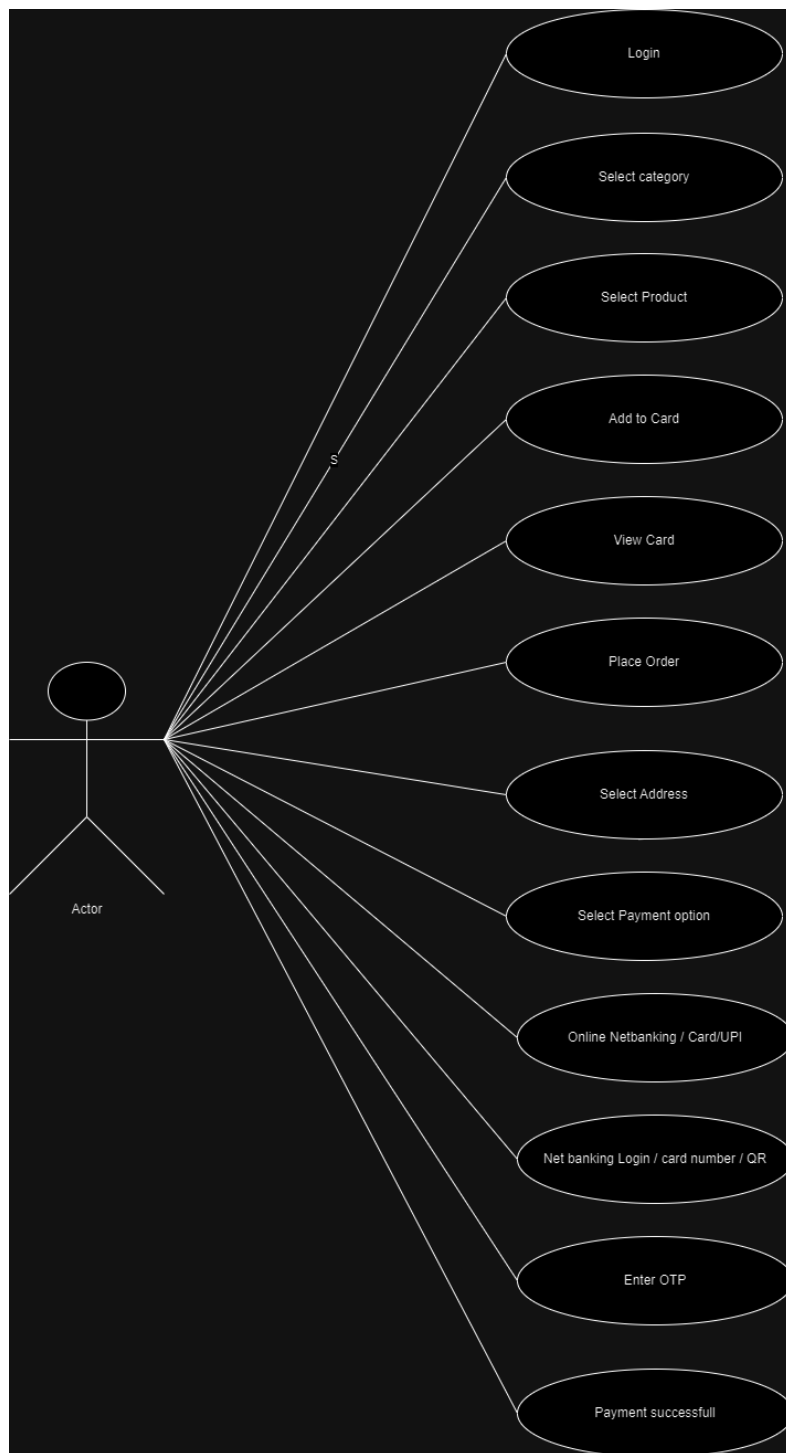 Login
Select category
Select Product
Add to Card
S
View Card
Place Order
Select Address
Actor
Select Payment option
Online Netbanking / Card/UPI
Net banking Login / card number / QR
Enter OTP
Payment successfull